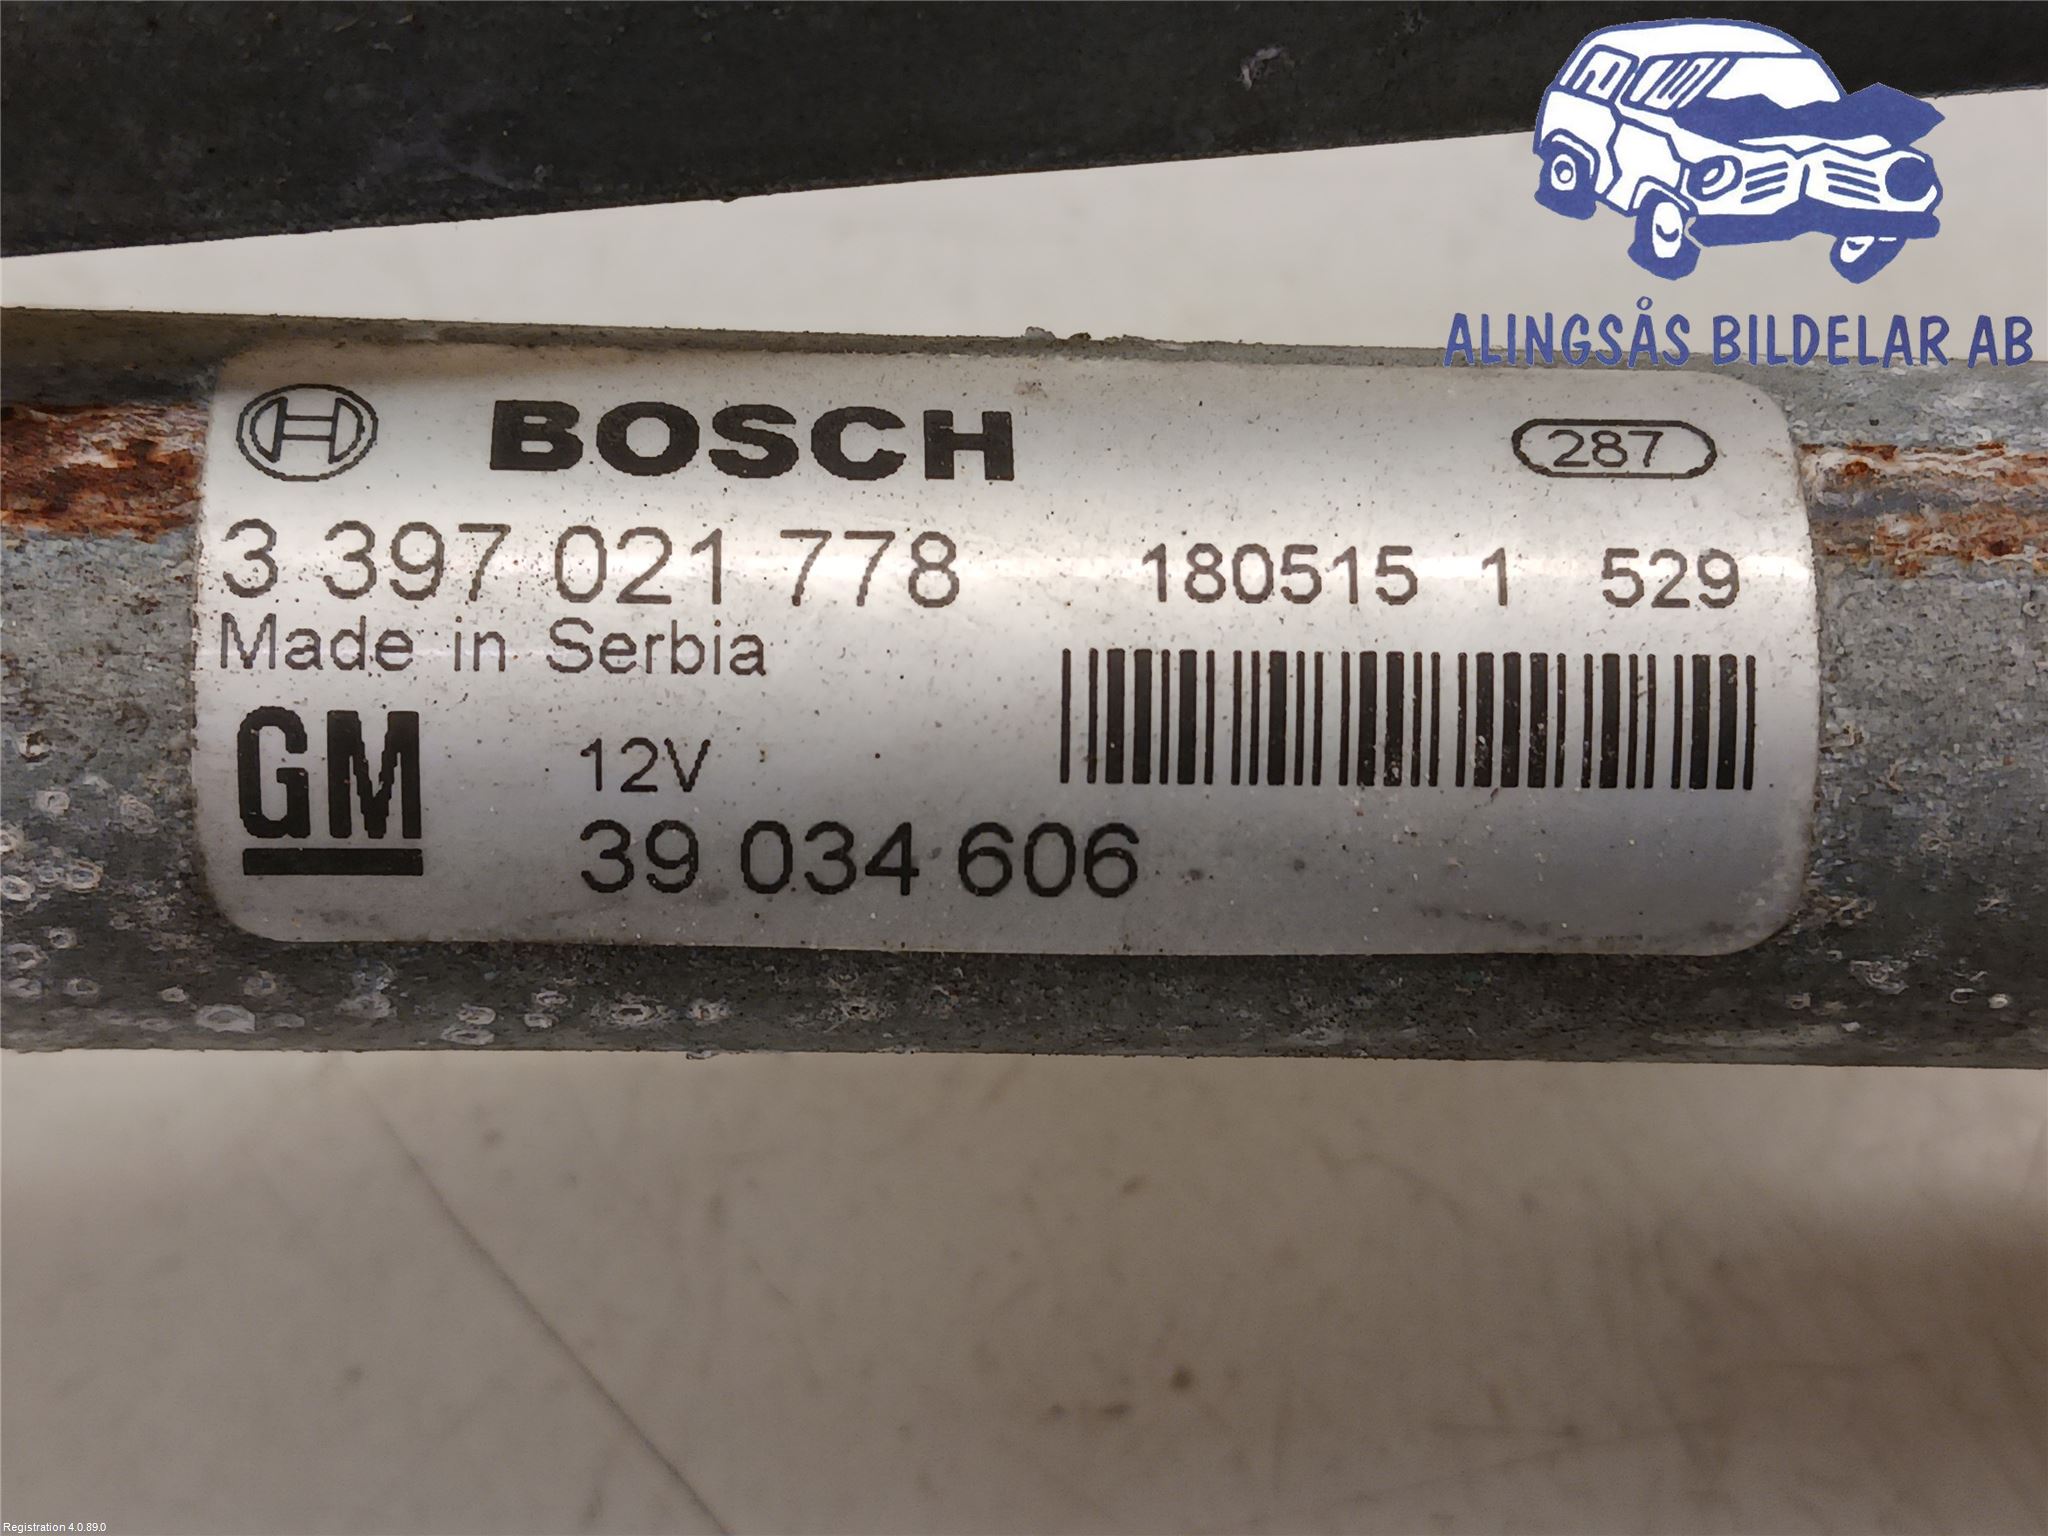 ALINGSÅS BILDELAR AB
BOSCH 287
3 397 021 778 180515 1 529
Made in Serbia
GM 12V
39 034 606
Registration 4.0.89.0